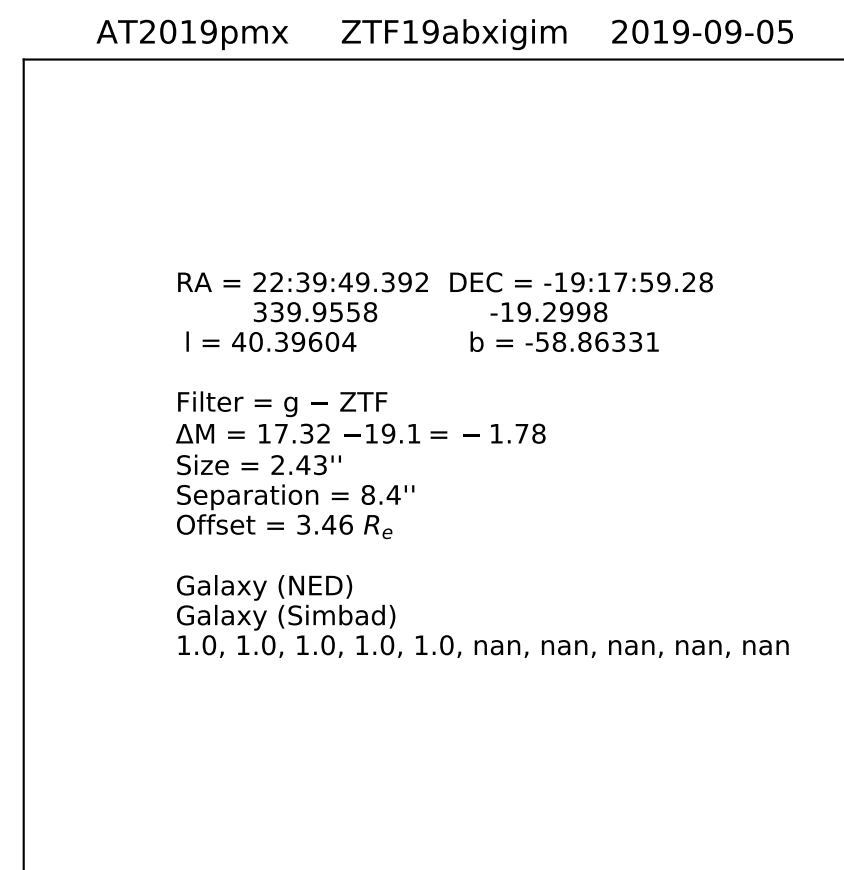 AT2019pmx ZTF19abxigim 2019-09-05
RA = 22:39:49.392 DEC = -19:17:59.28
339.9558 -19.2998
l = 40.39604 b = -58.86331
Filter = g − ZTF
ΔM = 17.32 −19.1 = − 1.78
Size = 2.43''
Separation = 8.4''
Offset = 3.46 Re
Galaxy (NED)
Galaxy (Simbad)
1.0, 1.0, 1.0, 1.0, 1.0, nan, nan, nan, nan, nan